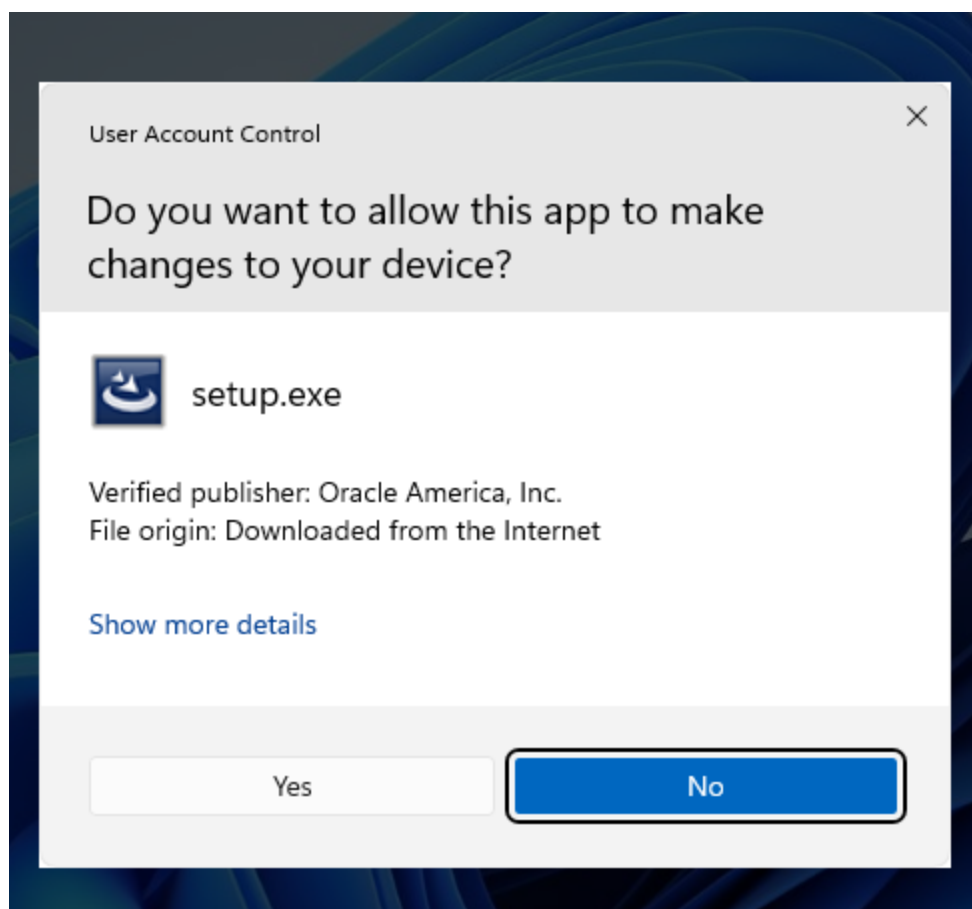 User Account Control
Do you want to allow this app to make
changes to your device?
setup.exe
Verified publisher: Oracle America, Inc.
File origin: Downloaded from the Internet
Show more details
Yes
No